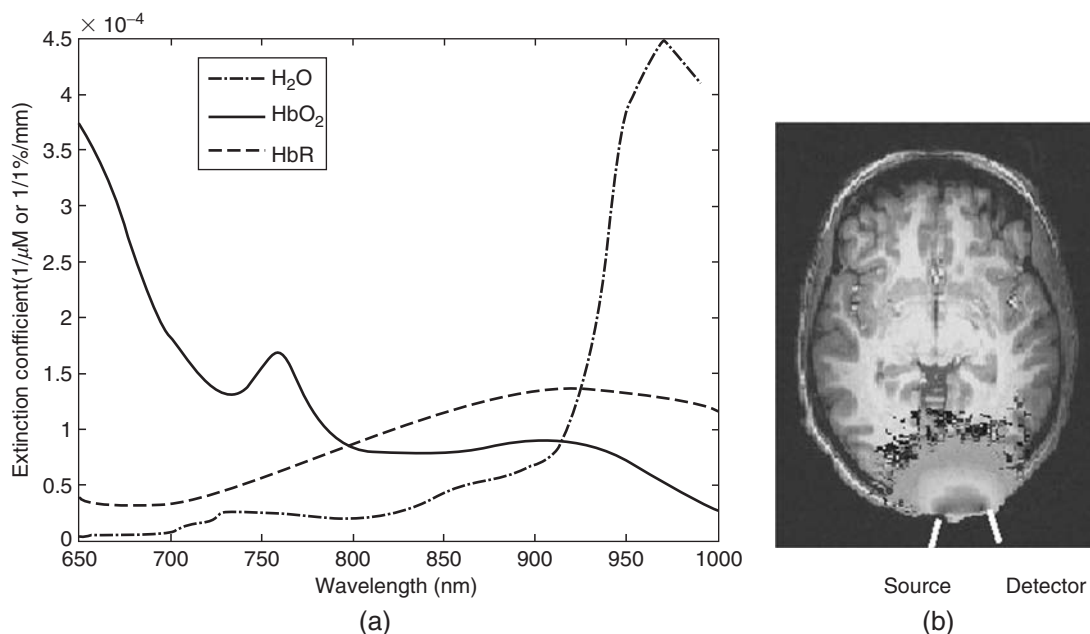 × 10⁻⁴
4.5
4
3.5
3
2.5
2
1.5
1
0.5
0
Extinction confficient(1/μM or 1/1%/mm)
H₂O
HbO₂
HbR
650 700 750 800 850 900 950 1000
Wavelength (nm)
(a)
Source Detector
(b)